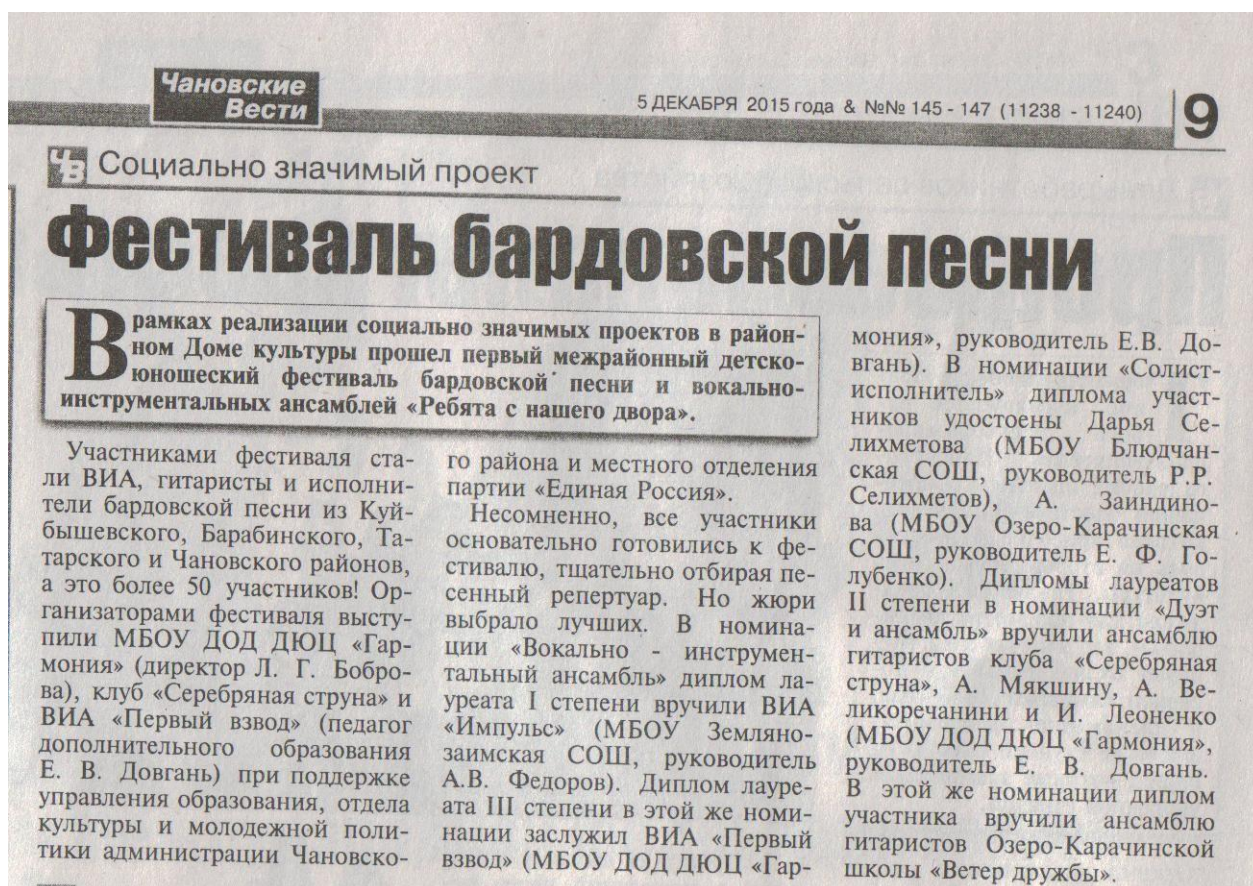 Чановские
Вести
5 ДЕКАБРЯ 2015 года & №№ 145 - 147 (11238 - 11240)
9
ЧВ Социально значимый проект
Фестиваль бардовской песни
В рамках реализации социально значимых проектов в район-
ном Доме культуры прошел первый межрайонный детско-
юношеский фестиваль бардовской песни и вокально-
инструментальных ансамблей «Ребята с нашего двора».
Участниками фестиваля ста-
ли ВИА, гитаристы и исполни-
тели бардовской песни из Куй-
бышевского, Барабинского, Та-
тарского и Чановского районов,
а это более 50 участников! Ор-
ганизаторами фестиваля высту-
пили МБОУ ДОД ДЮЦ «Гар-
мония» (директор Л. Г. Бобро-
ва), клуб «Серебряная струна» и
ВИА «Первый взвод» (педагог
дополнительного образования
Е. В. Довгань) при поддержке
управления образования, отдела
культуры и молодежной поли-
тики администрации Чановско-
го района и местного отделения
партии «Единая Россия».
Несомненно, все участники
основательно готовились к фе-
стивалю, тщательно отбирая пе-
сенный репертуар. Но жюри
выбрало лучших. В номина-
ции «Вокально - инструмен-
тальный ансамбль» диплом ла-
уреата I степени вручили ВИА
«Импульс» (МБОУ Земляно-
заимская СОШ, руководитель
А.В. Федоров). Диплом лауре-
ата III степени в этой же номи-
нации заслужил ВИА «Первый
взвод» (МБОУ ДОД ДЮЦ «Гар-
мония», руководитель Е.В. До-
вгань). В номинации «Солист-
исполнитель» диплома участ-
ников удостоены Дарья Се-
лихметова (МБОУ Блюдчан-
ская СОШ, руководитель Р.Р.
Селихметов), А. Заиндино-
ва (МБОУ Озеро-Карачинская
СОШ, руководитель Е. Ф. Го-
лубенко). Дипломы лауреатов
II степени в номинации «Дуэт
и ансамбль» вручили ансамблю
гитаристов клуба «Серебряная
струна», А. Мякшину, А. Ве-
ликоречанини и И. Леоненко
(МБОУ ДОД ДЮЦ «Гармония»,
руководитель Е. В. Довгань.
В этой же номинации диплом
участника вручили ансамблю
гитаристов Озеро-Карачинской
школы «Ветер дружбы».